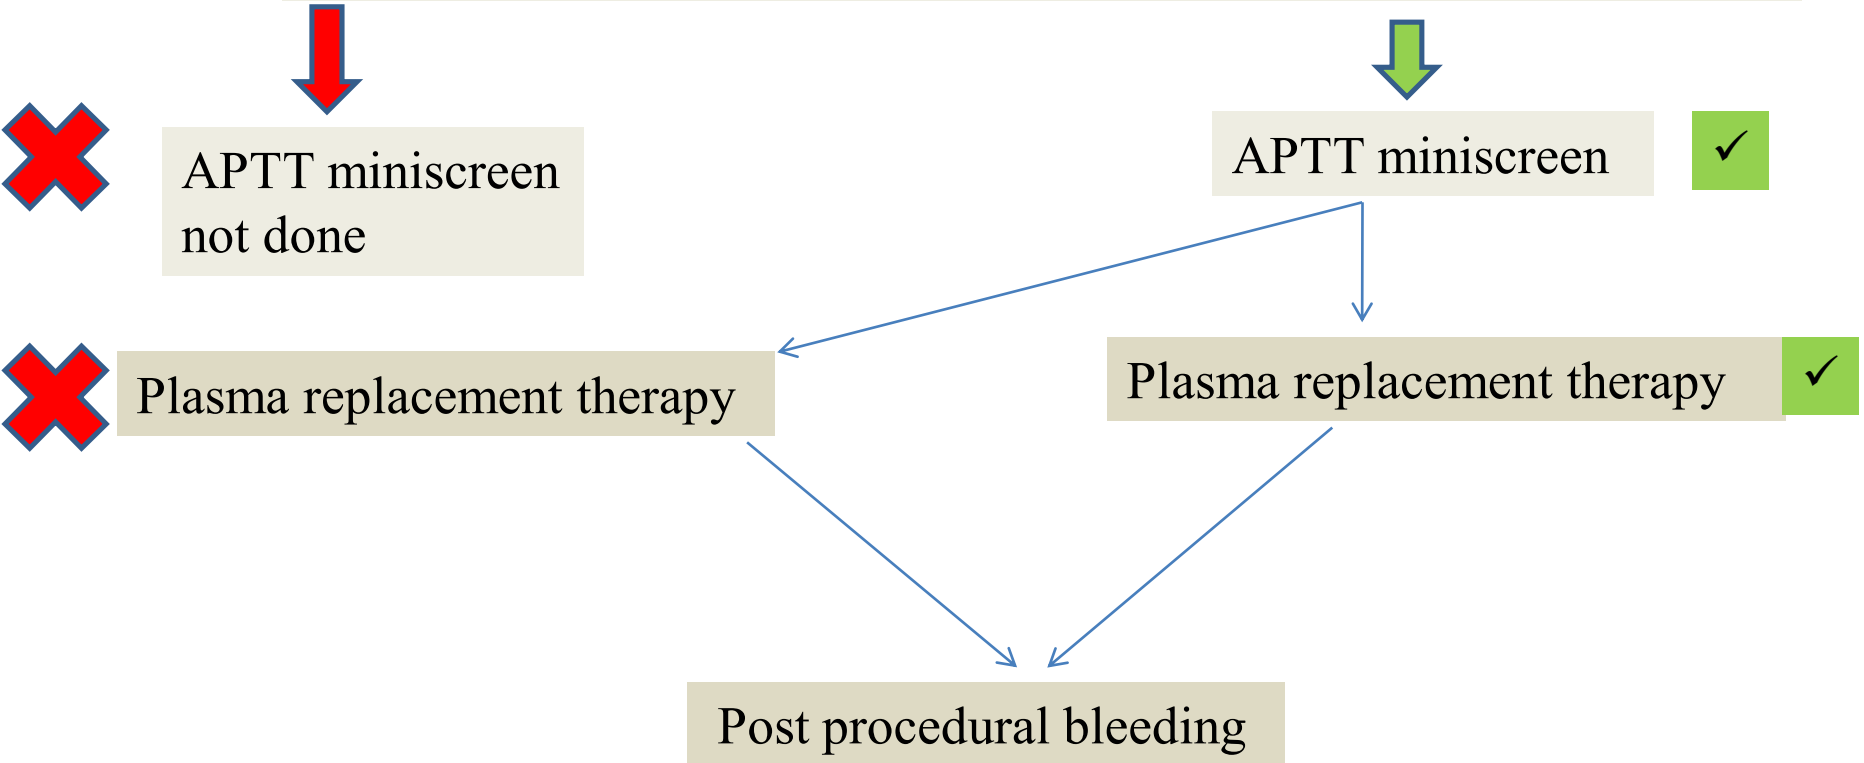 APTT miniscreen
not done
APTT miniscreen
✓
Plasma replacement therapy
Plasma replacement therapy
✓
Post procedural bleeding